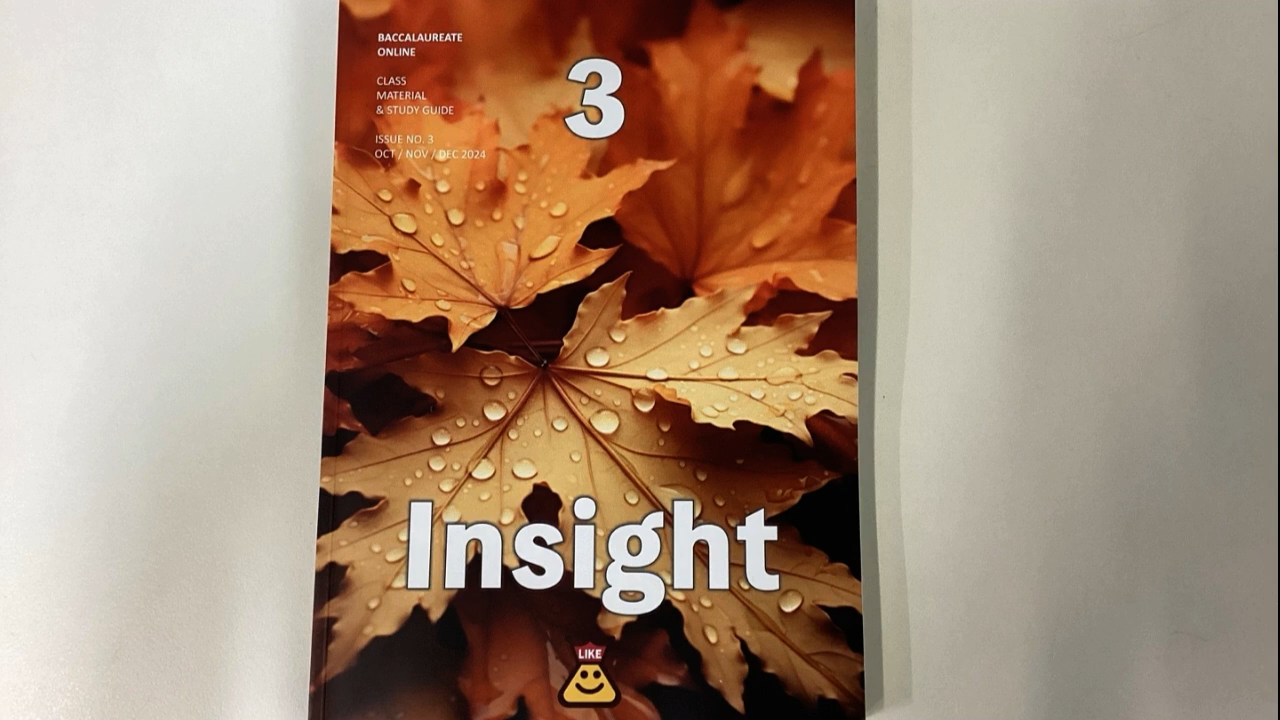 BACCALAUREATE
ONLINE
CLASS
MATERIAL
& STUDY GUIDE
ISSUE NO. 3
OCT / NOV / DEC 2024
3
Insight
LIKE